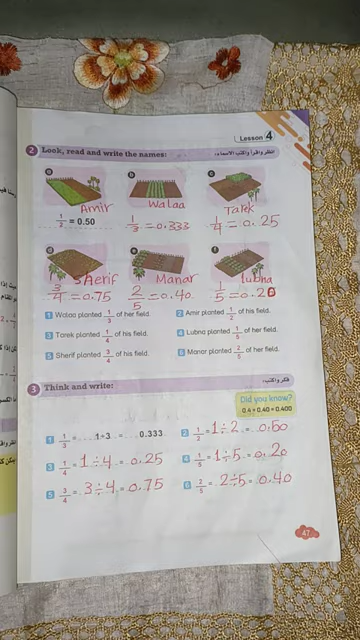 Lesson 4
2 Look, read and write the names: انظر واقرأ واكتب الأسماء:
a b c
Amir Walaa Tarek
1/2 = 0.50 1/3 = 0.333 1/4 = 0.25
d e f
Sherif Manar lubna
3/4 = 0.75 2/5 = 0.40 1/5 = 0.20
1 Walaa planted 1/3 of her field. 2 Amir planted 1/2 of his field.
3 Tarek planted 1/4 of his field. 4 Lubna planted 1/5 of her field.
5 Sherif planted 3/4 of his field. 6 Manar planted 2/5 of her field.
3 Think and write: فكر واكتب:
Did you know?
0.4 = 0.40 = 0.400
1 1/3 = 1÷3 = 0.333 2 1/2 = 1÷2 = 0.50
3 1/4 = 1÷4 = 0.25 4 1/5 = 1÷5 = 0.20
5 3/4 = 3÷4 = 0.75 6 2/5 = 2÷5 = 0.40
47